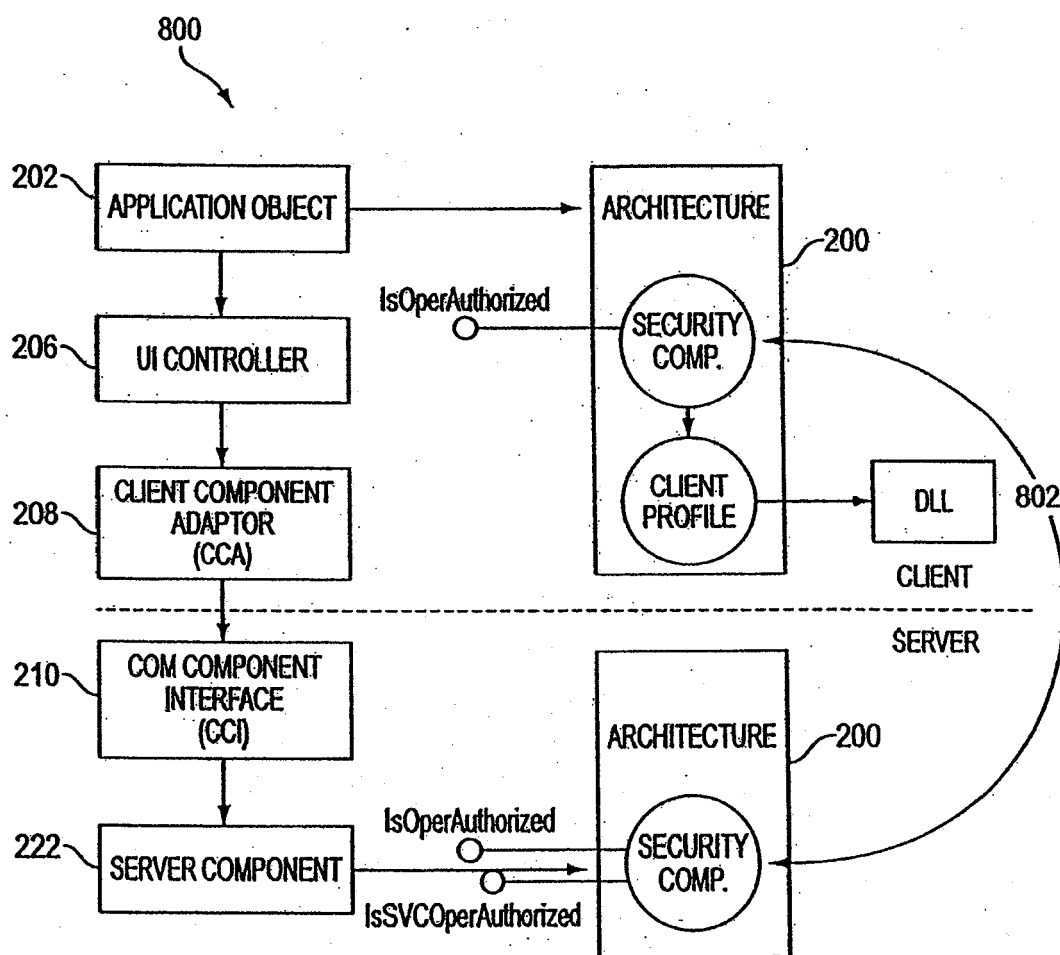 800
202
APPLICATION OBJECT
ARCHITECTURE
200
IsOperAuthorized
SECURITY
COMP.
206
UI CONTROLLER
208
CLIENT COMPONENT
ADAPTOR
(CCA)
CLIENT
PROFILE
DLL
802
CLIENT
SERVER
210
COM COMPONENT
INTERFACE
(CCI)
ARCHITECTURE
200
IsOperAuthorized
222
SERVER COMPONENT
SECURITY
COMP.
IsSVCOperAuthorized